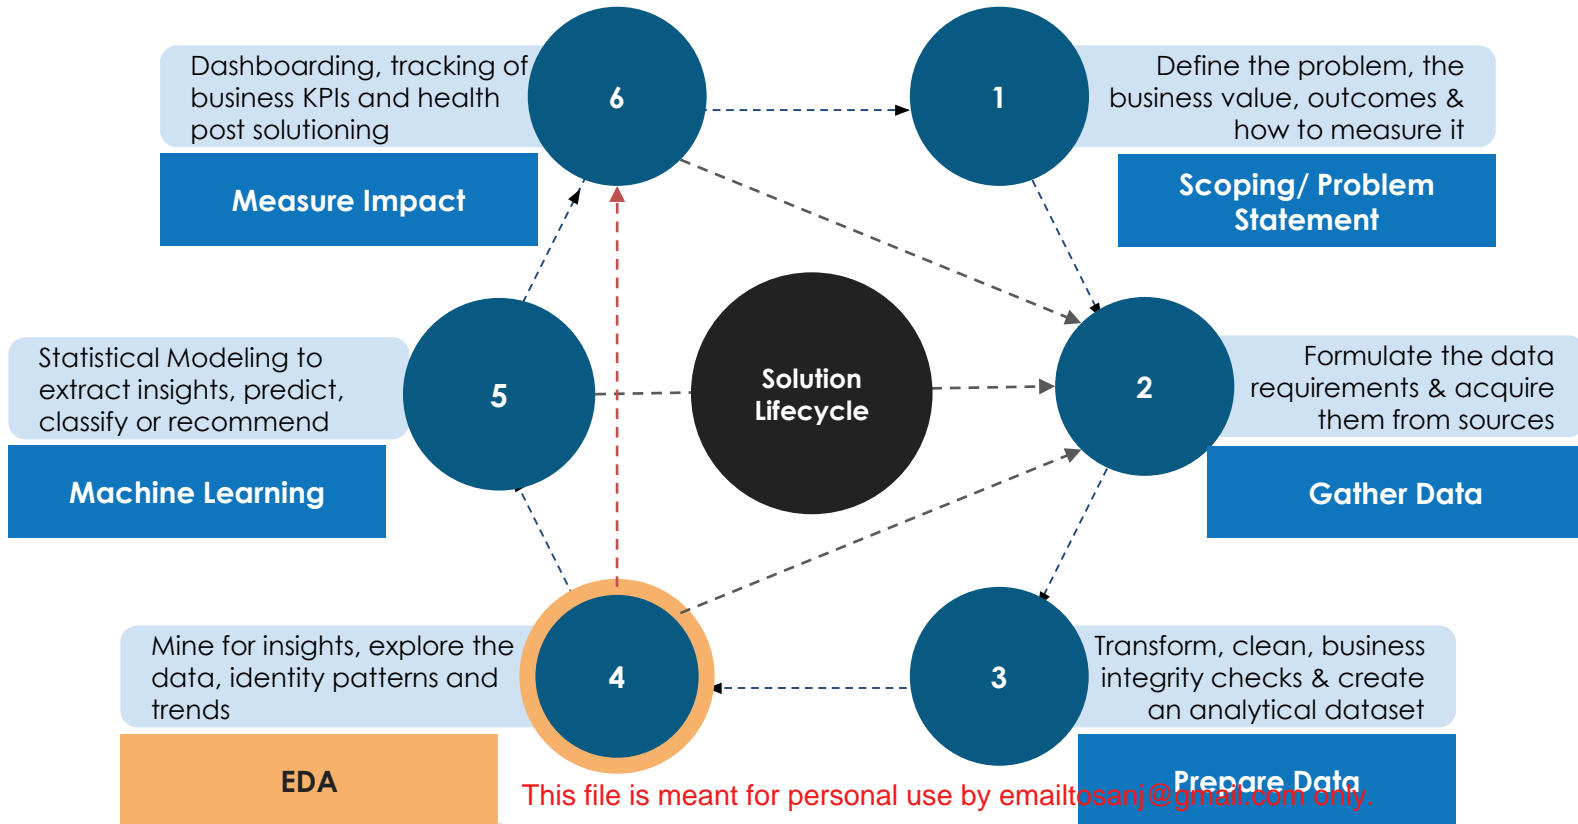 Dashboarding, tracking of
business KPIs and health
post solutioning
6
Measure Impact
1
Define the problem, the
business value, outcomes &
how to measure it
Scoping/ Problem
Statement
Statistical Modeling to
extract insights, predict,
classify or recommend
5
Machine Learning
Solution
Lifecycle
2
Formulate the data
requirements & acquire
them from sources
Gather Data
Mine for insights, explore the
data, identity patterns and
trends
4
EDA
3
Transform, clean, business
integrity checks & create
an analytical dataset
Prepare Data
This file is meant for personal use by emailtosanj@gmail.com only.